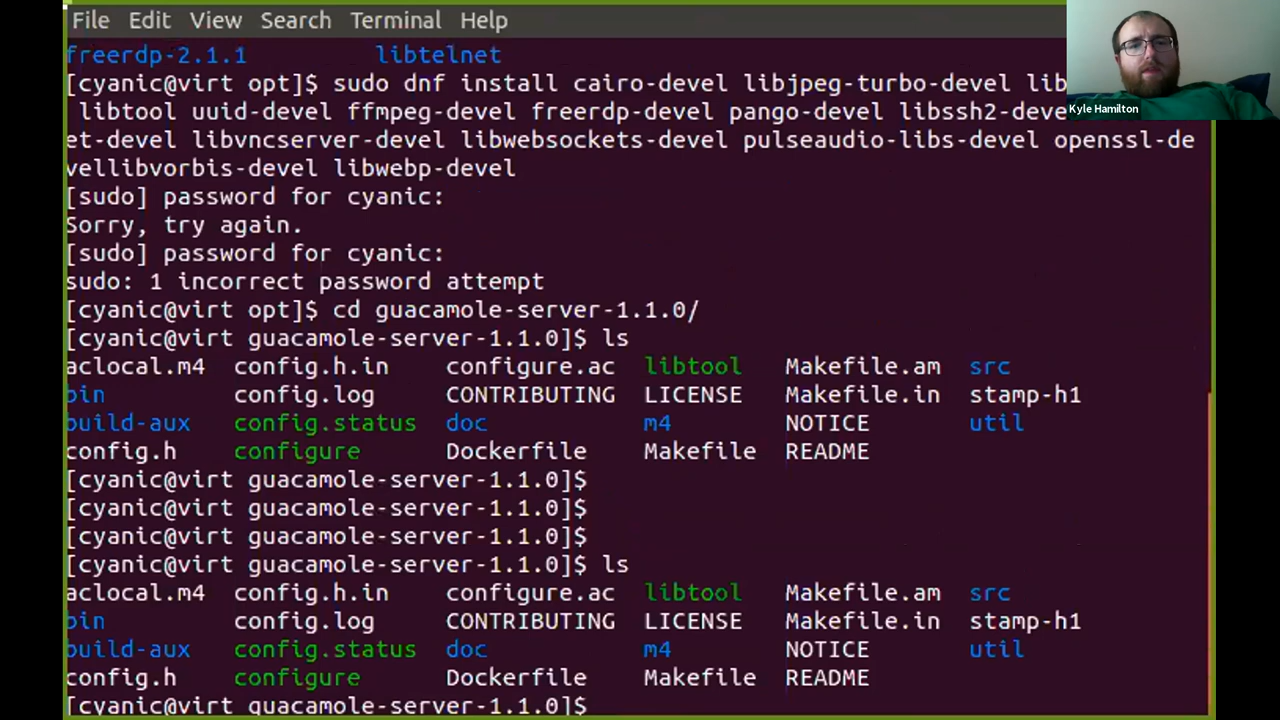 File Edit View Search Terminal Help
freerdp-2.1.1 libtelnet
[cyanic@virt opt]$ sudo dnf install cairo-devel libjpeg-turbo-devel lib
libtool uuid-devel ffmpeg-devel freerdp-devel pango-devel libssh2-deve
Kyle Hamilton
et-devel libvncserver-devel libwebsockets-devel pulseaudio-libs-devel openssl-de
vellibvorbis-devel libwebp-devel
[sudo] password for cyanic:
Sorry, try again.
[sudo] password for cyanic:
sudo: 1 incorrect password attempt
[cyanic@virt opt]$ cd guacamole-server-1.1.0/
[cyanic@virt guacamole-server-1.1.0]$ ls
aclocal.m4 config.h.in configure.ac libtool Makefile.am src
bin config.log CONTRIBUTING LICENSE Makefile.in stamp-h1
build-aux config.status doc m4 NOTICE util
config.h configure Dockerfile Makefile README
[cyanic@virt guacamole-server-1.1.0]$
[cyanic@virt guacamole-server-1.1.0]$
[cyanic@virt guacamole-server-1.1.0]$
[cyanic@virt guacamole-server-1.1.0]$ ls
aclocal.m4 config.h.in configure.ac libtool Makefile.am src
bin config.log CONTRIBUTING LICENSE Makefile.in stamp-h1
build-aux config.status doc m4 NOTICE util
config.h configure Dockerfile Makefile README
[cyanic@virt guacamole-server-1.1.0]$